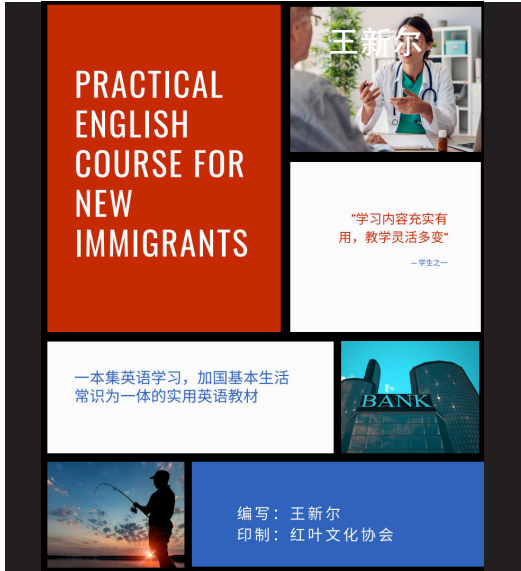 PRACTICAL
ENGLISH
COURSE FOR
NEW
IMMIGRANTS
王新尔
"学习内容充实有
用，教学灵活多变"
— 学生之一
一本集英语学习，加国基本生活
常识为一体的实用英语教材
BANK
编写：王新尔
印制：红叶文化协会